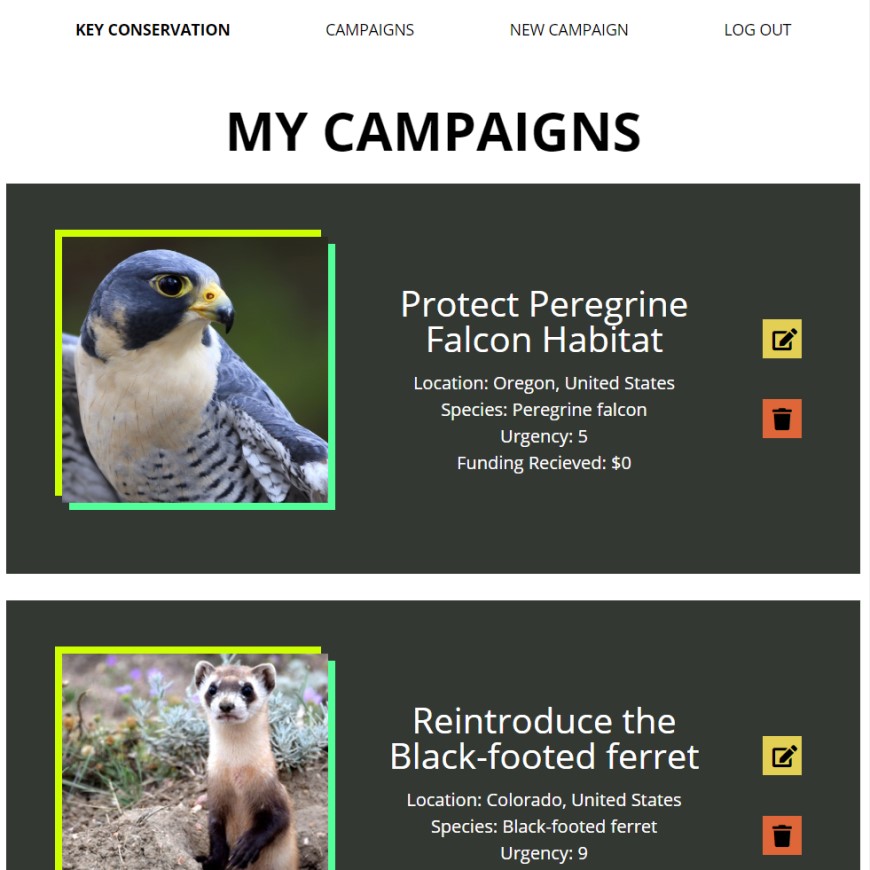 KEY CONSERVATION CAMPAIGNS NEW CAMPAIGN LOG OUT
MY CAMPAIGNS
Protect Peregrine
Falcon Habitat
Location: Oregon, United States
Species: Peregrine falcon
Urgency: 5
Funding Recieved: $0
Reintroduce the
Black-footed ferret
Location: Colorado, United States
Species: Black-footed ferret
Urgency: 9